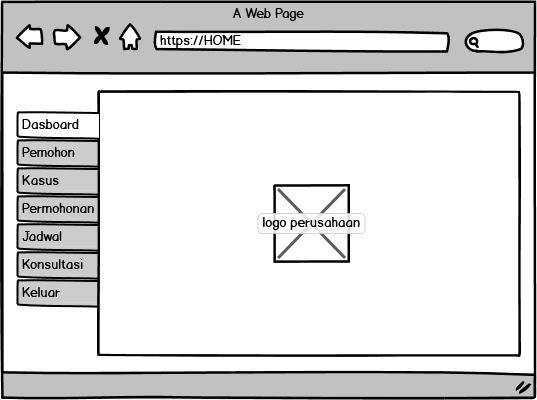 A Web Page
https://HOME
Dasboard
Pemohon
Kasus
Permohonan
Jadwal
Konsultasi
Keluar
logo perusahaan